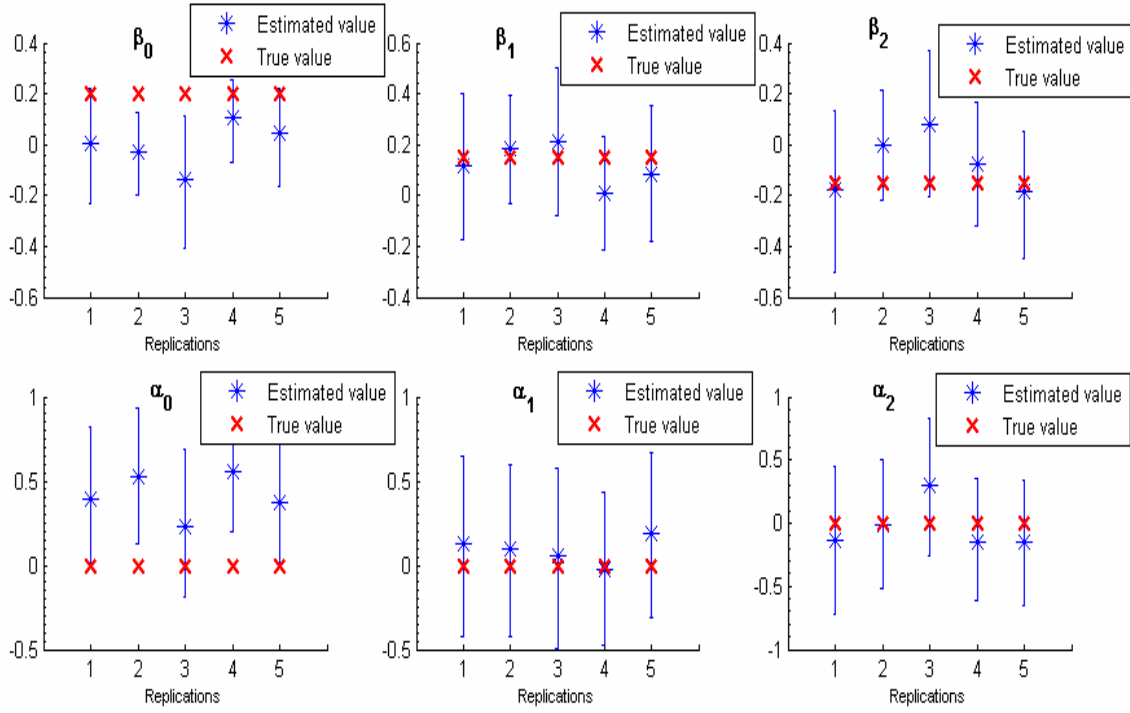 β0
Estimated value
True value
0.4
0.2
0
-0.2
-0.4
-0.6
1 2 3 4 5
Replications
β1
Estimated value
True value
0.6
0.4
0.2
0
-0.2
0.4
1 2 3 4 5
Replications
β2
Estimated value
True value
0.4
0.2
0
-0.2
-0.4
-0.6
1 2 3 4 5
Replications
α0
Estimated value
True value
1
0.5
0
-0.5
1 2 3 4 5
Replications
α1
Estimated value
True value
1
0.5
0
-0.5
1 2 3 4 5
Replications
α2
Estimated value
True value
1
0.5
0
-0.5
-1
1 2 3 4 5
Replications